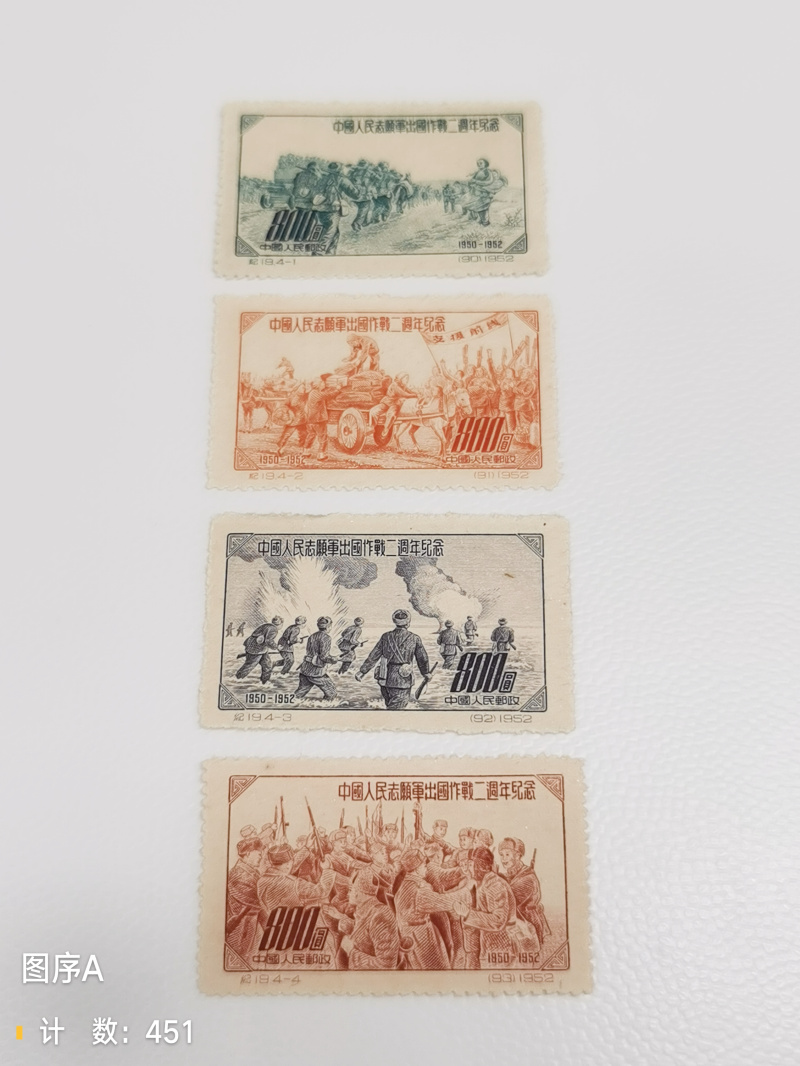 中國人民志願軍出國作戰二週年紀念
800圓
中國人民郵政
1950-1952
紀19.4-1
(90)1952
中國人民志願軍出國作戰二週年紀念
支援前線
800圓
1950-1952
中國人民郵政
紀19.4-2
(91)1952
中國人民志願軍出國作戰二週年紀念
800圓
1950-1952
中國人民郵政
紀19.4-3
(92)1952
中國人民志願軍出國作戰二週年紀念
800圓
中國人民郵政
1950-1952
紀19.4-4
(93)1952
图序A
计 数: 451